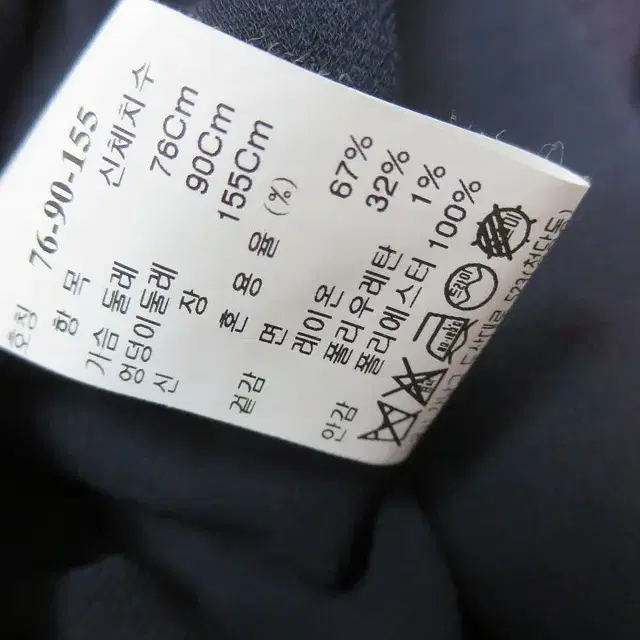 호칭 76-90-155
항 목 신체치수
가슴둘레 76Cm
엉덩이둘레 90Cm
신 장 155Cm
혼용율(%)
겉감 면 67%
레이온 32%
폴리우레탄 1%
안감 폴리에스터 100%